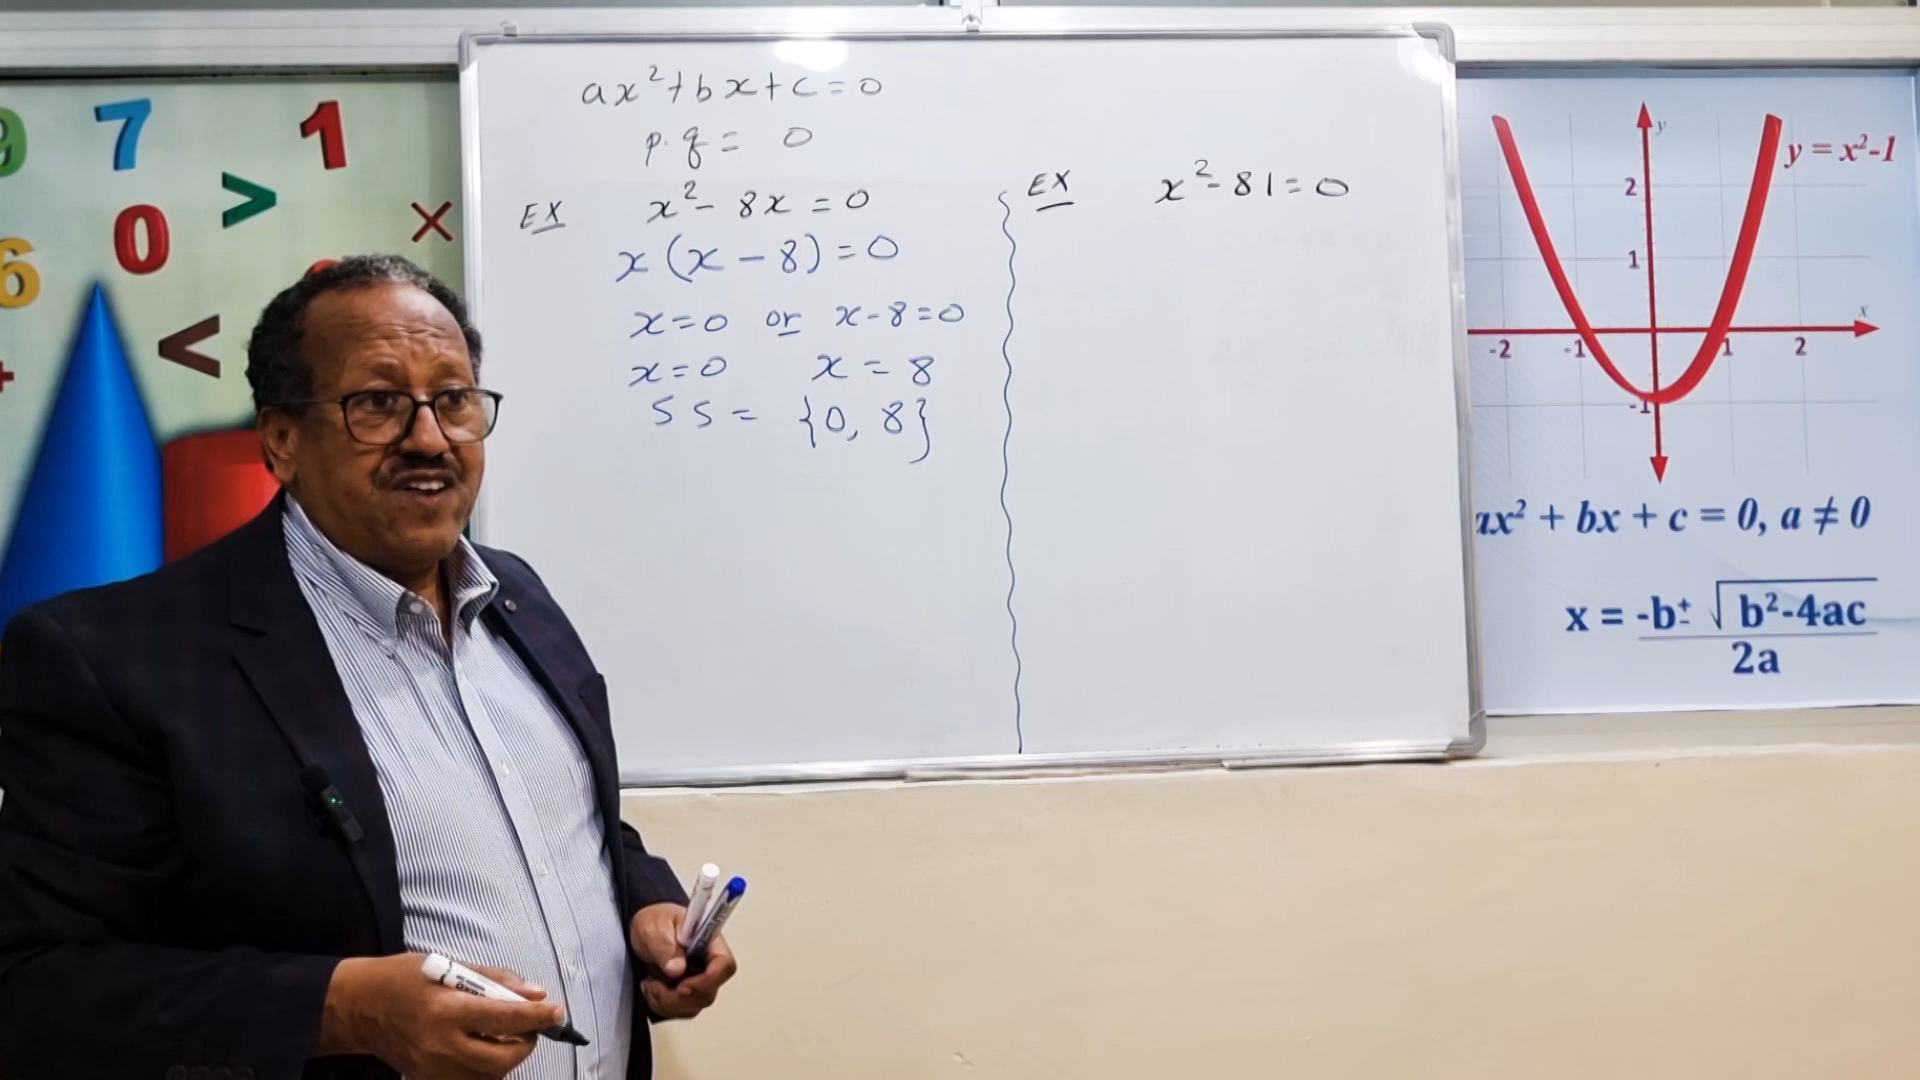 ax²+bx+c=0
p.q = 0
EX x²- 8x = 0
x(x-8)=0
x=0 or x-8=0
x=0 x=8
SS = {0, 8}
EX x²-81=0
9 7 1
>
0 ×
6
<
+
y
y = x²-1
2
1
x
-2 -1 1 2
-1
ax² + bx + c = 0, a ≠ 0
x = -b± √b²-4ac
2a